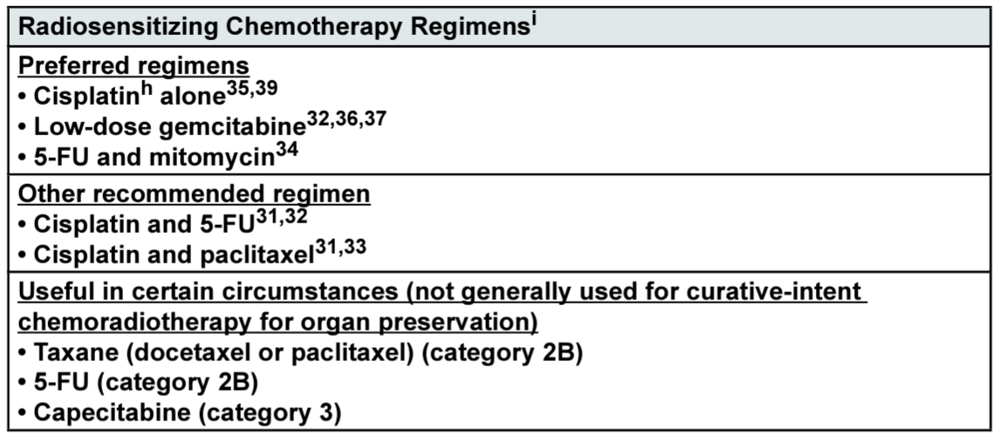 Radiosensitizing Chemotherapy Regimensⁱ
Preferred regimens
• Cisplatinʰ alone³⁵,³⁹
• Low-dose gemcitabine³²,³⁶,³⁷
• 5-FU and mitomycin³⁴
Other recommended regimen
• Cisplatin and 5-FU³¹,³²
• Cisplatin and paclitaxel³¹,³³
Useful in certain circumstances (not generally used for curative-intent
chemoradiotherapy for organ preservation)
• Taxane (docetaxel or paclitaxel) (category 2B)
• 5-FU (category 2B)
• Capecitabine (category 3)